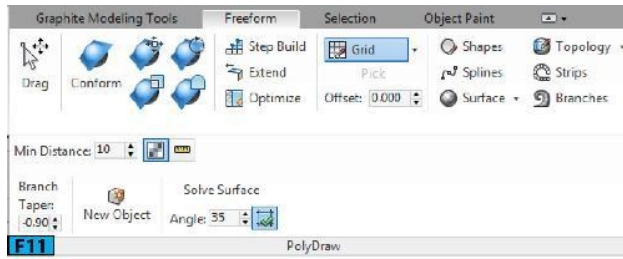 Graphite Modeling Tools Freeform Selection Object Paint
Drag Conform Step Build Grid Shapes Topology
Extend Pick Splines Strips
Optimize Offset: 0.000 Surface Branches
Min Distance: 10
Branch Taper: -0.90 New Object Solve Surface
Angle: 35
F11 PolyDraw